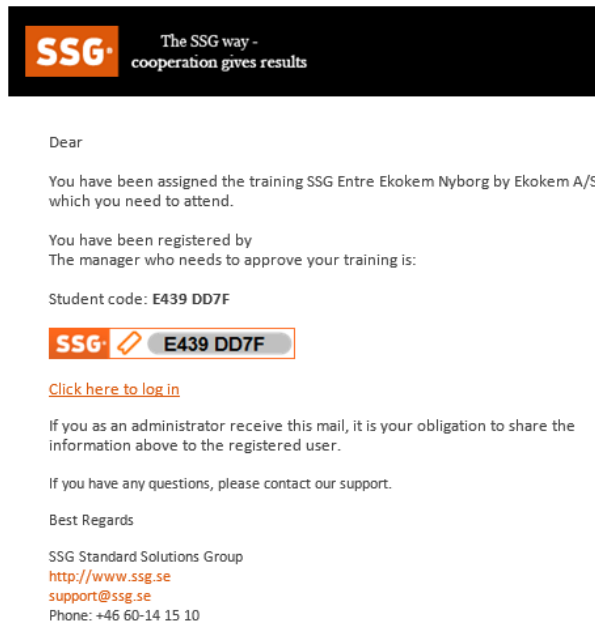 SSG
The SSG way -
cooperation gives results
Dear
You have been assigned the training SSG Entre Ekokem Nyborg by Ekokem A/S
which you need to attend.
You have been registered by
The manager who needs to approve your training is:
Student code: E439 DD7F
SSG E439 DD7F
Click here to log in
If you as an administrator receive this mail, it is your obligation to share the
information above to the registered user.
If you have any questions, please contact our support.
Best Regards
SSG Standard Solutions Group
http://www.ssg.se
support@ssg.se
Phone: +46 60-14 15 10